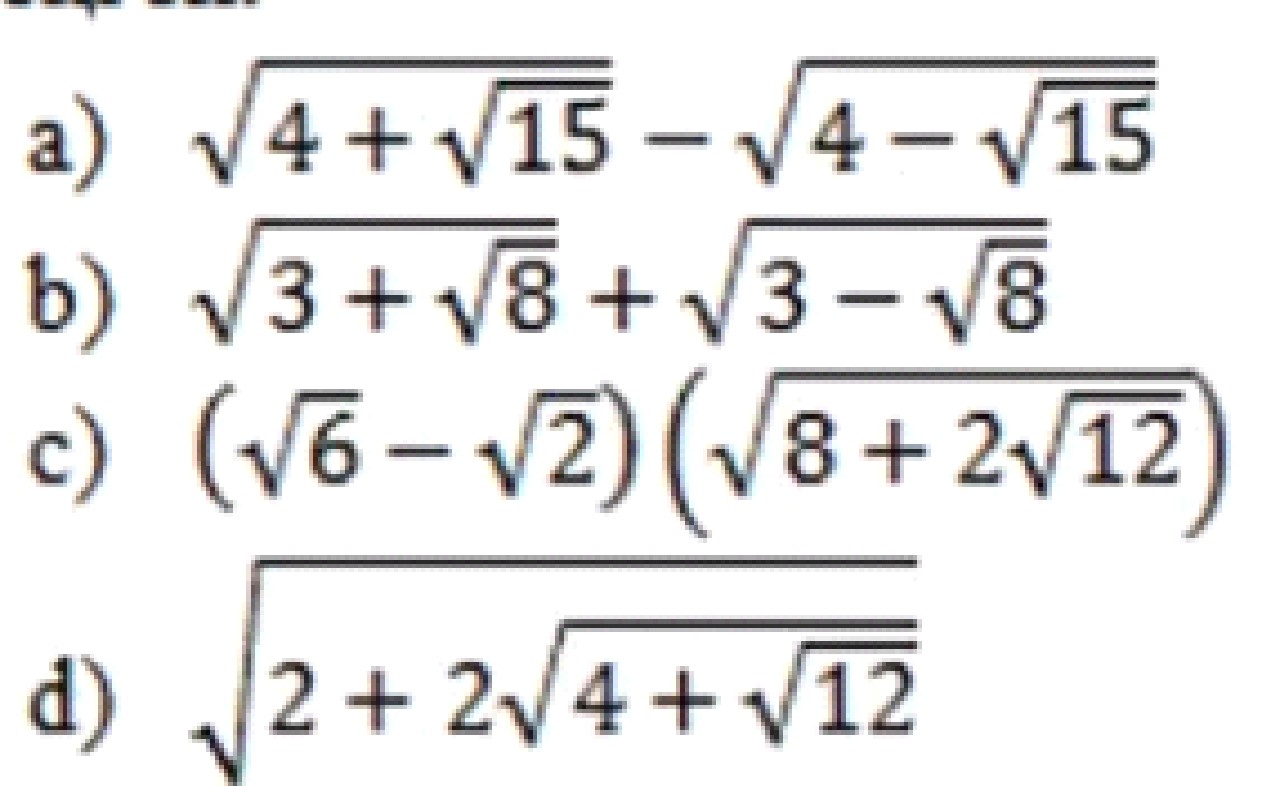 a) √(4 + √15) − √(4 − √15)
b) √(3 + √8) + √(3 − √8)
c) (√6 − √2)(√(8 + 2√12))
d) √(2 + 2√(4 + √12))